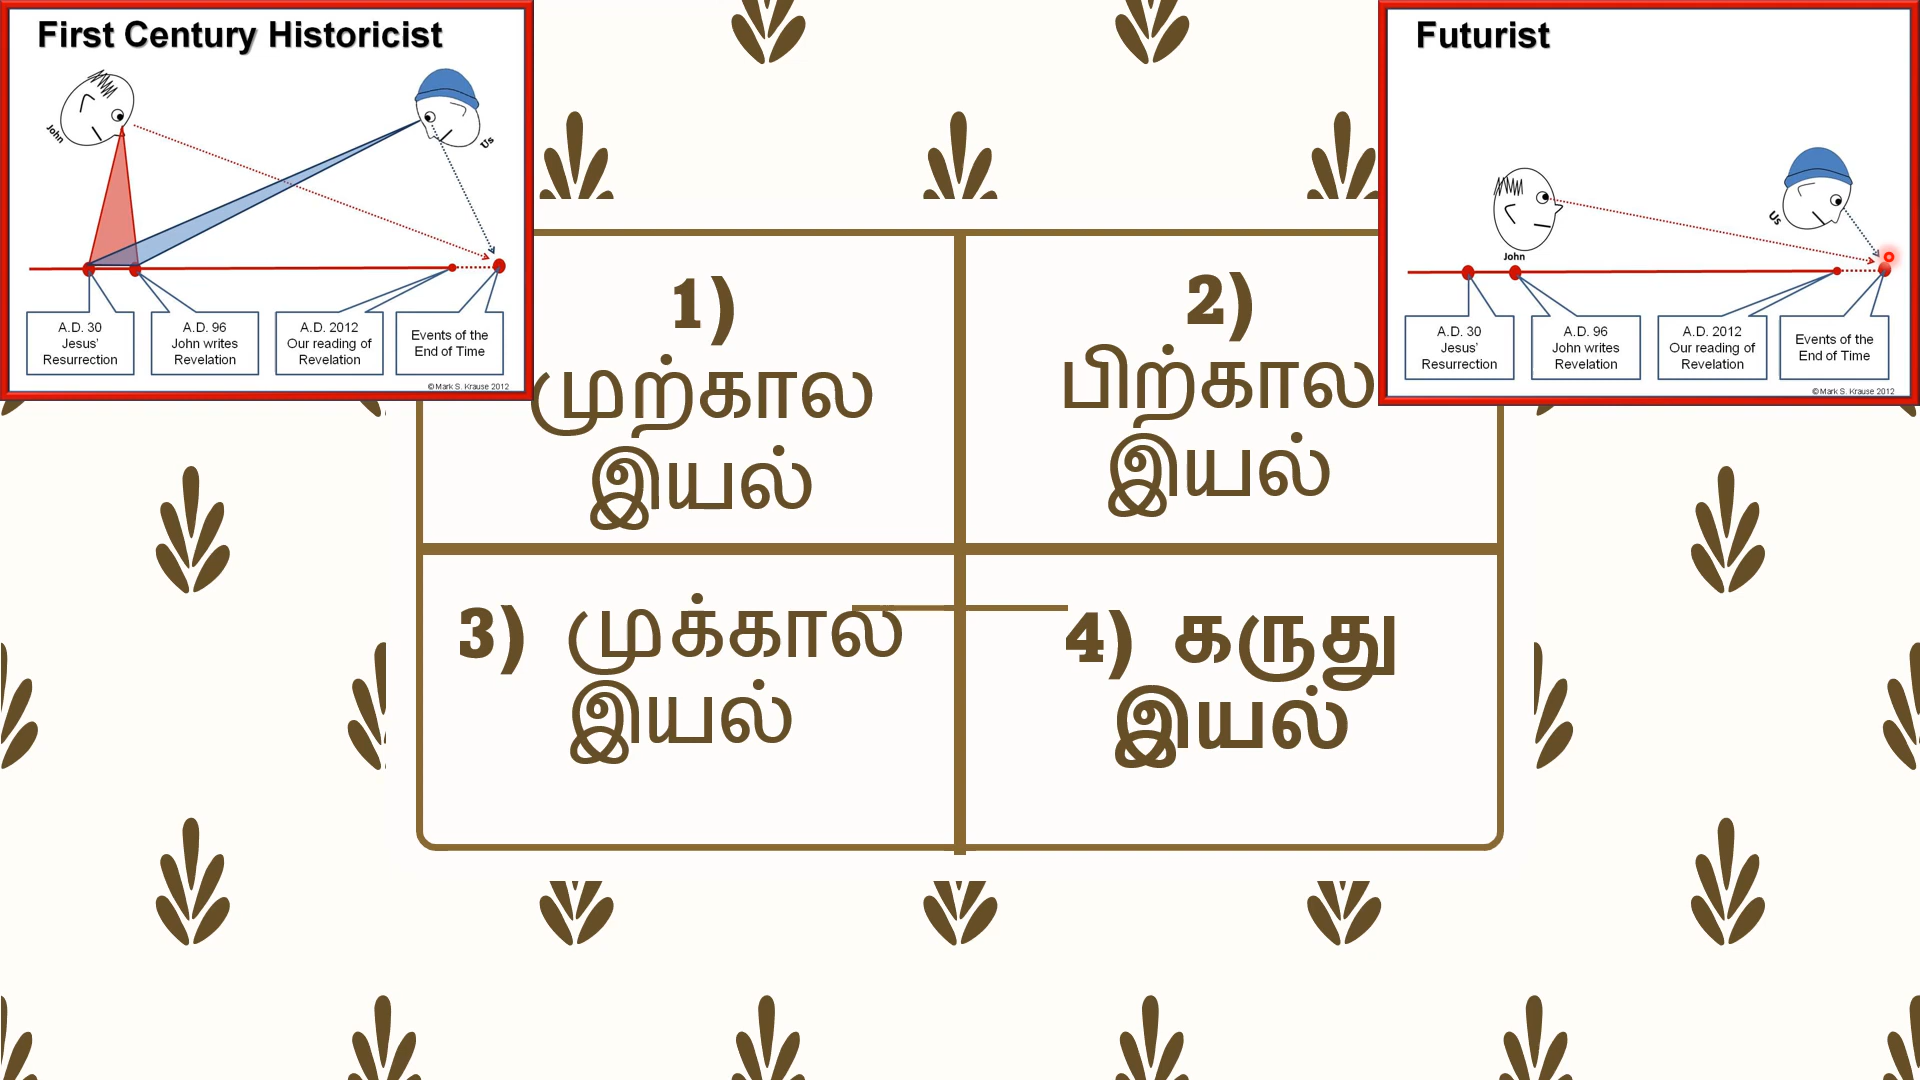 First Century Historicist
John
Us
A.D. 30
Jesus'
Resurrection
A.D. 96
John writes
Revelation
A.D. 2012
Our reading of
Revelation
Events of the
End of Time
©Mark S. Krause 2012
Futurist
John
Us
A.D. 30
Jesus'
Resurrection
A.D. 96
John writes
Revelation
A.D. 2012
Our reading of
Revelation
Events of the
End of Time
©Mark S. Krause 2012
1)
முற்கால
இயல்
2)
பிற்கால
இயல்
3) முக்கால
இயல்
4) கருது
இயல்